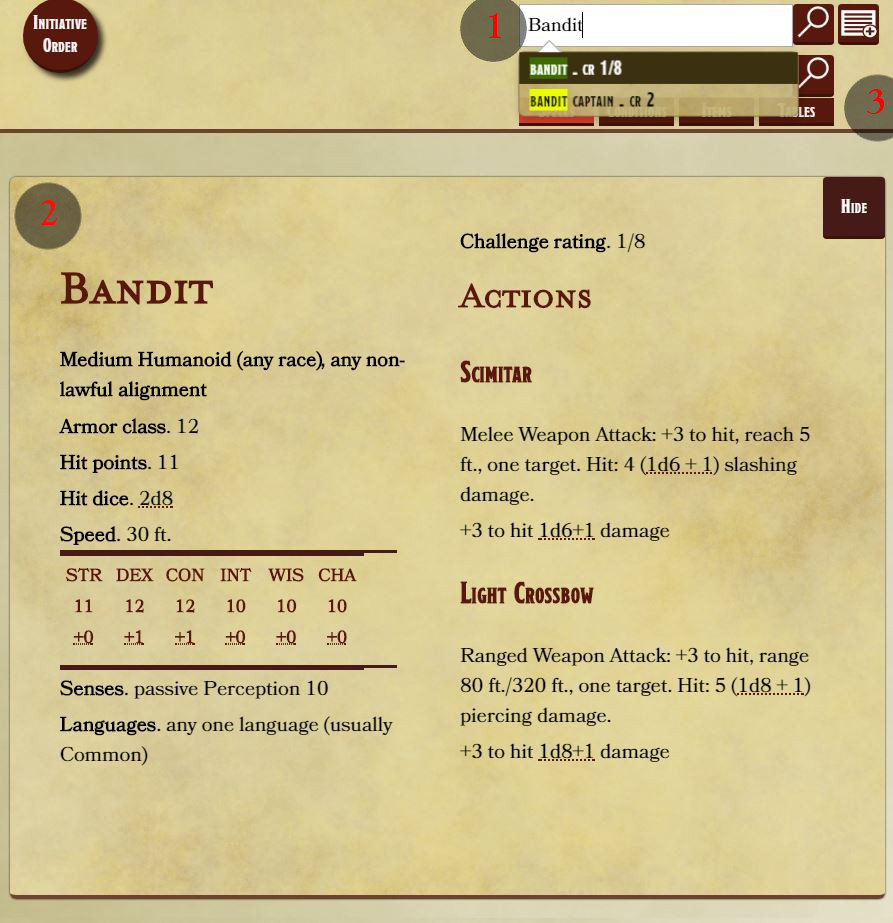 Initiative
Order
1
Bandit
BANDIT - CR 1/8
BANDIT CAPTAIN - CR 2
Spells
Conditions
Items
Tables
3
2
Hide
Bandit
Medium Humanoid (any race), any non-
lawful alignment
Armor class. 12
Hit points. 11
Hit dice. 2d8
Speed. 30 ft.
STR DEX CON INT WIS CHA
11 12 12 10 10 10
+0 +1 +1 +0 +0 +0
Senses. passive Perception 10
Languages. any one language (usually
Common)
Challenge rating. 1/8
Actions
Scimitar
Melee Weapon Attack: +3 to hit, reach 5
ft., one target. Hit: 4 (1d6 + 1) slashing
damage.
+3 to hit 1d6+1 damage
Light Crossbow
Ranged Weapon Attack: +3 to hit, range
80 ft./320 ft., one target. Hit: 5 (1d8 + 1)
piercing damage.
+3 to hit 1d8+1 damage